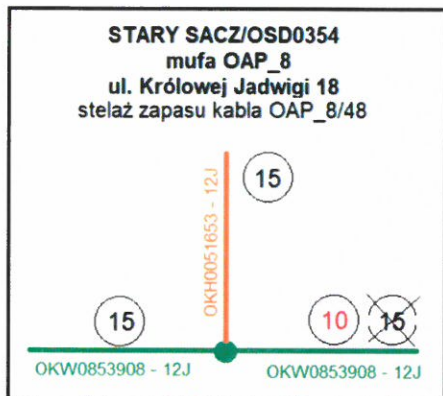 STARY SACZ/OSD0354
mufa OAP_8
ul. Królowej Jadwigi 18
stelaż zapasu kabla OAP_8/48
OKH0051653 - 12J
15
15
10
15
OKW0853908 - 12J
OKW0853908 - 12J